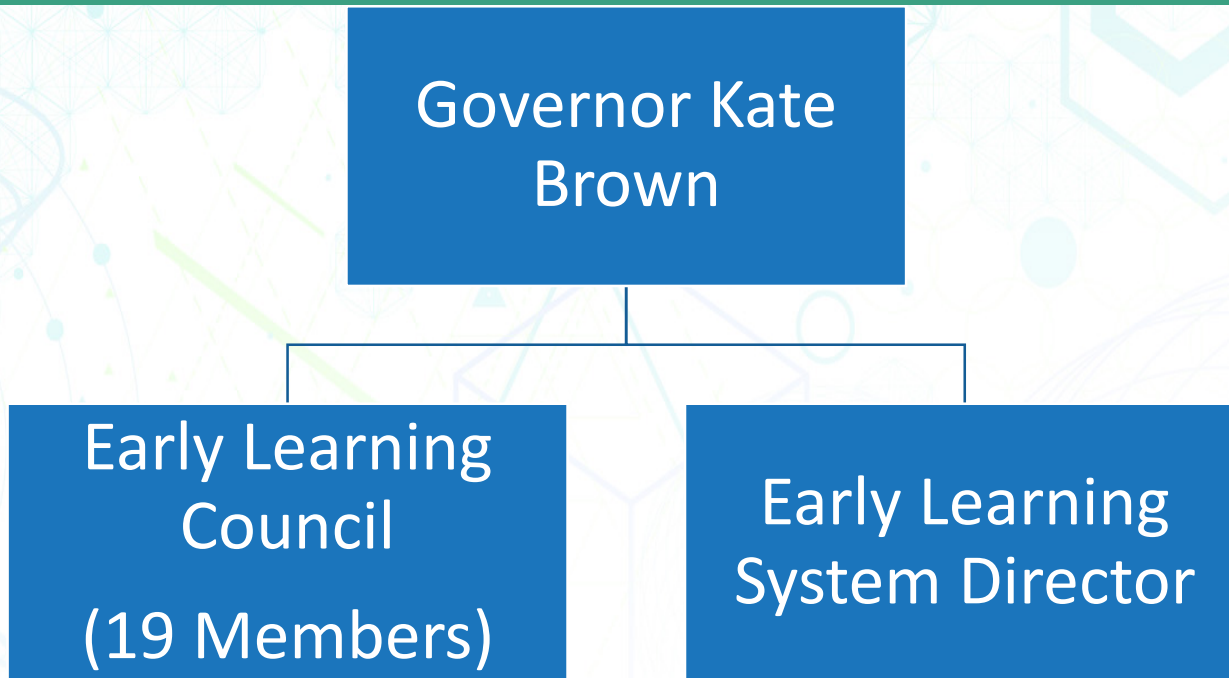 Governor Kate
Brown
Early Learning
Council
(19 Members)
Early Learning
System Director